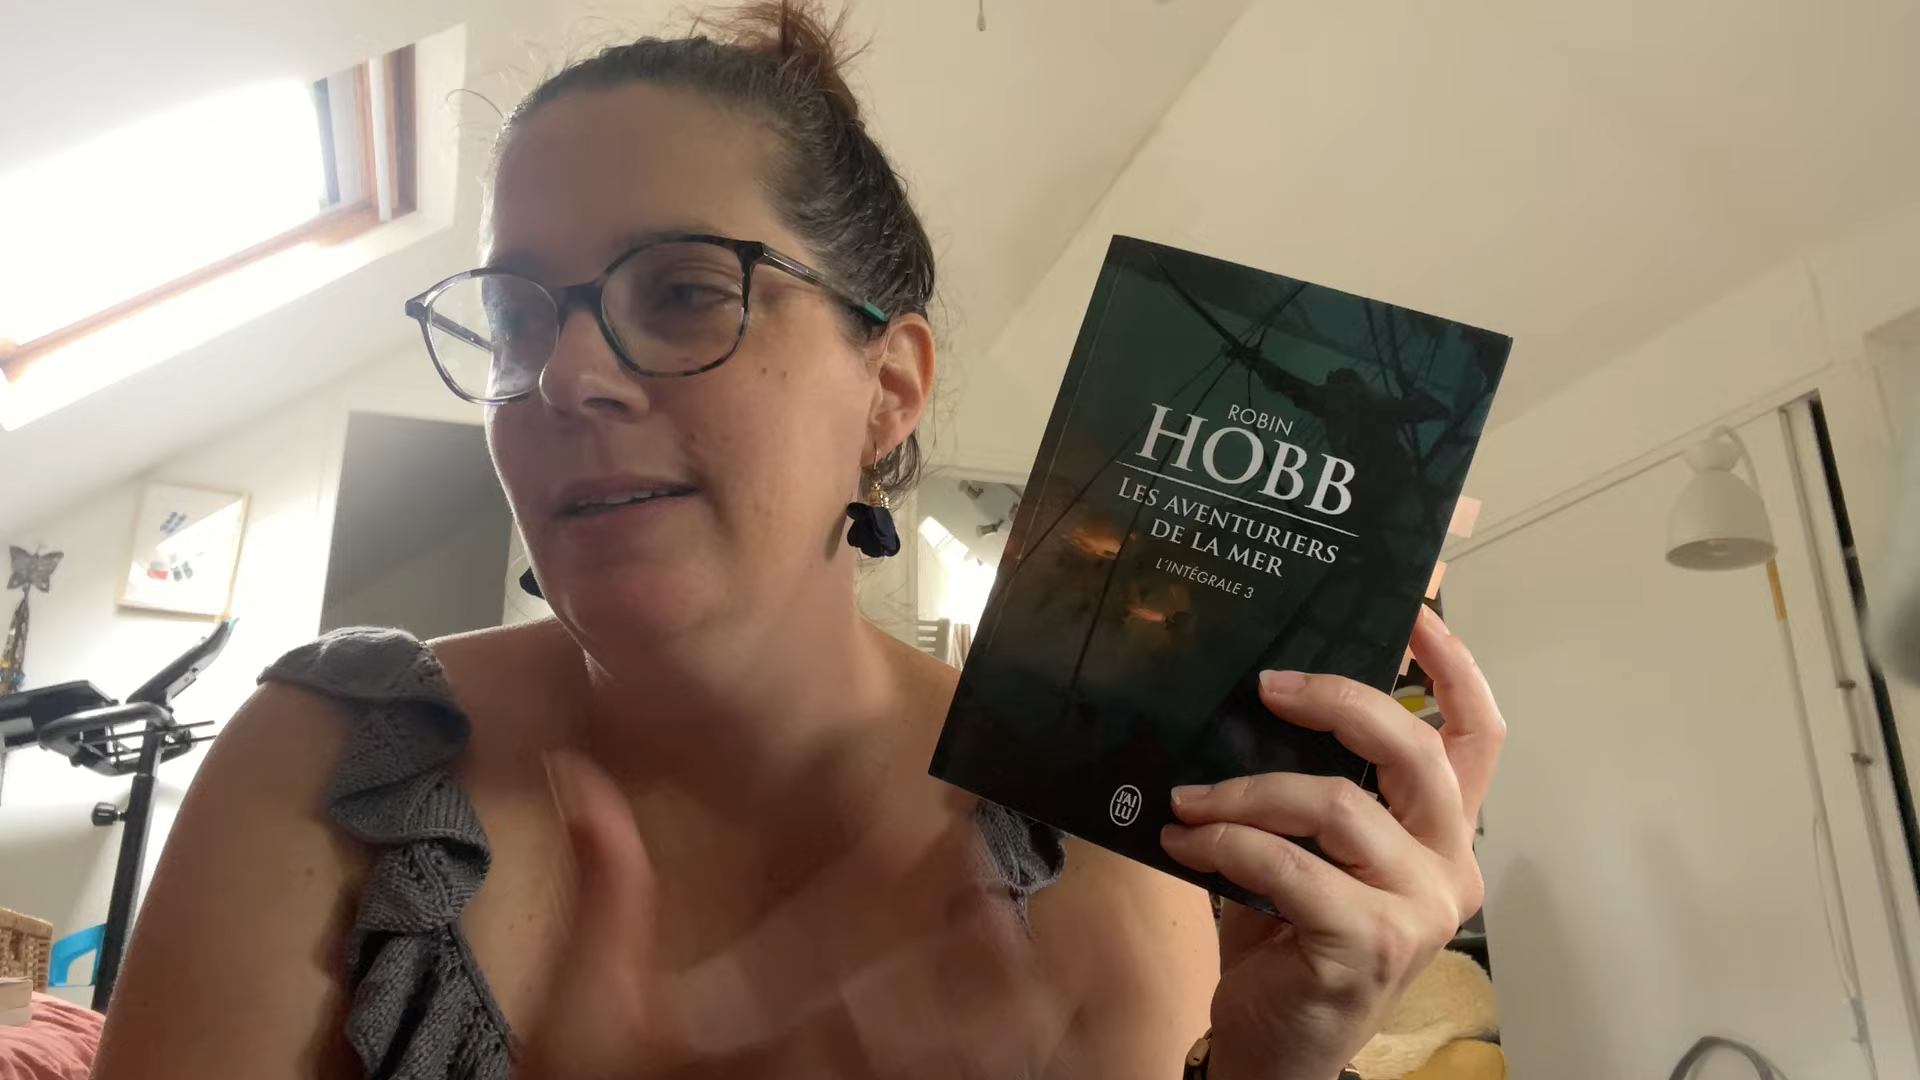 ROBIN
HOBB
LES AVENTURIERS
DE LA MER
L'INTÉGRALE 3
J'AI
LU